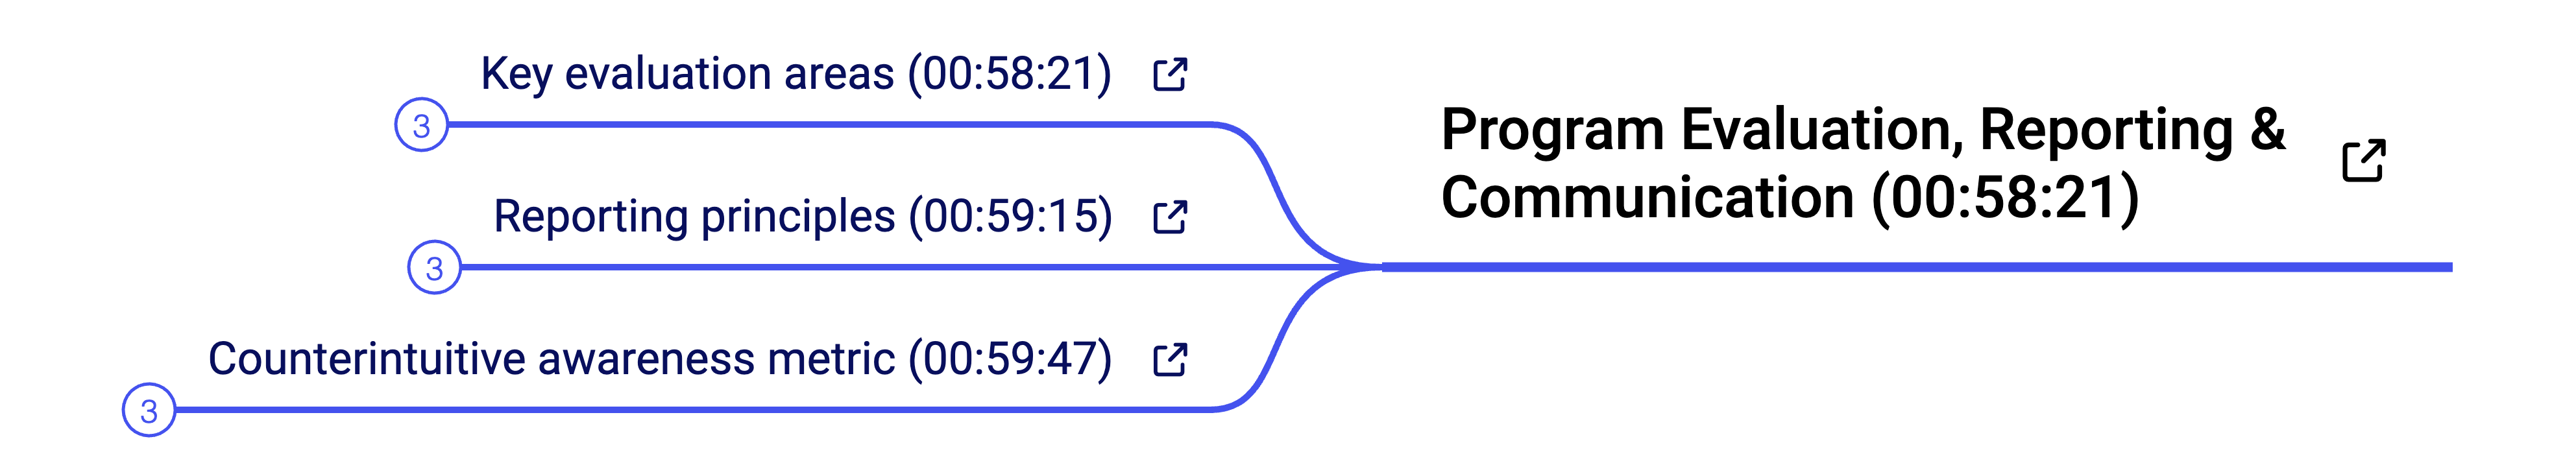 Key evaluation areas (00:58:21)
3
Program Evaluation, Reporting &
Communication (00:58:21)
Reporting principles (00:59:15)
3
Counterintuitive awareness metric (00:59:47)
3